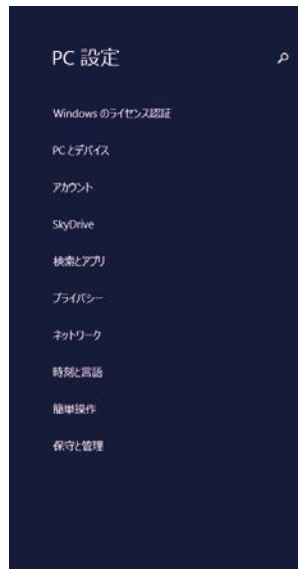 PC 設定
Windows のライセンス認証
PC とデバイス
アカウント
SkyDrive
検索とアプリ
プライバシー
ネットワーク
時刻と言語
簡単操作
保守と管理